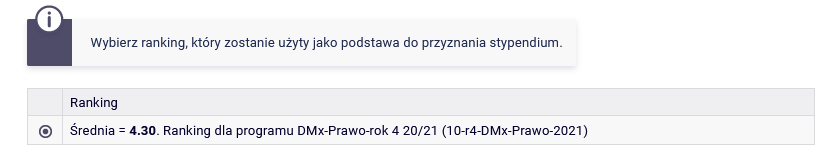 Wybierz ranking, który zostanie użyty jako podstawa do przyznania stypendium.
Ranking
Średnia = 4.30. Ranking dla programu DMx-Prawo-rok 4 20/21 (10-r4-DMx-Prawo-2021)